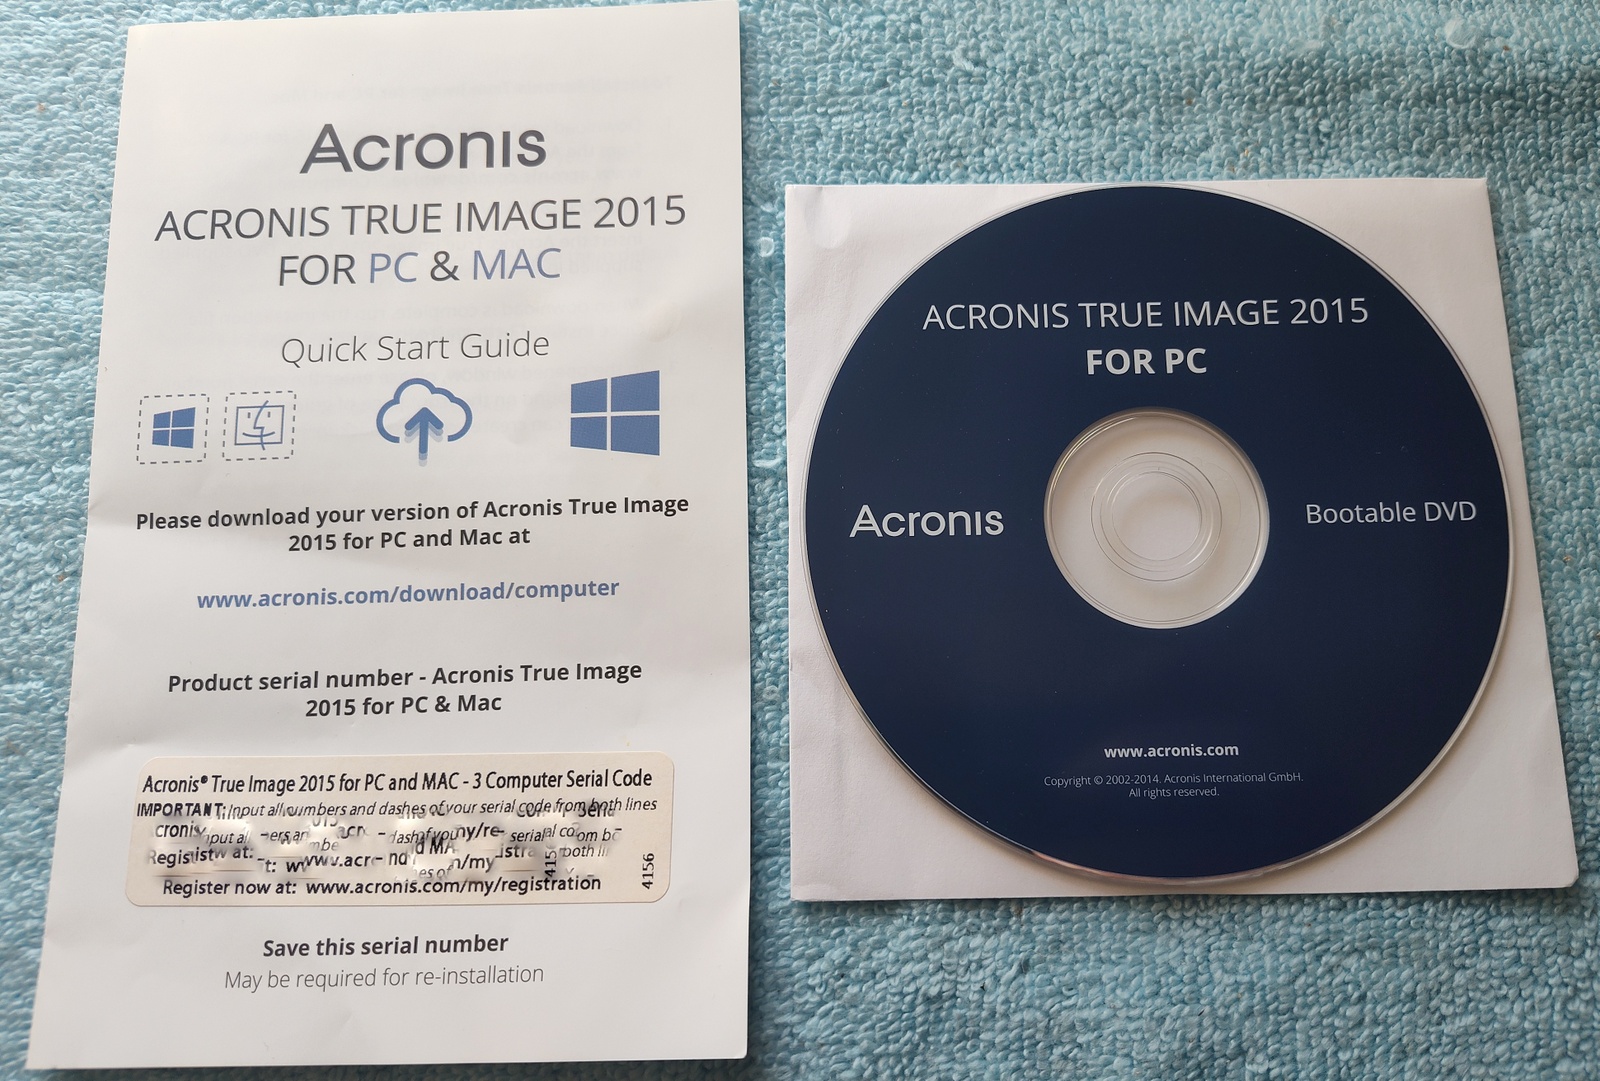 Acronis
ACRONIS TRUE IMAGE 2015
FOR PC & MAC
Quick Start Guide
Please download your version of Acronis True Image
2015 for PC and Mac at
www.acronis.com/download/computer
Product serial number - Acronis True Image
2015 for PC & Mac
Acronis® True Image 2015 for PC and MAC - 3 Computer Serial Code
IMPORTANT: Input all numbers and dashes of your serial code from both lines
Register now at: www.acronis.com/my/registration
4156
Save this serial number
May be required for re-installation
ACRONIS TRUE IMAGE 2015
FOR PC
Acronis
Bootable DVD
www.acronis.com
Copyright © 2002-2014. Acronis International GmbH.
All rights reserved.